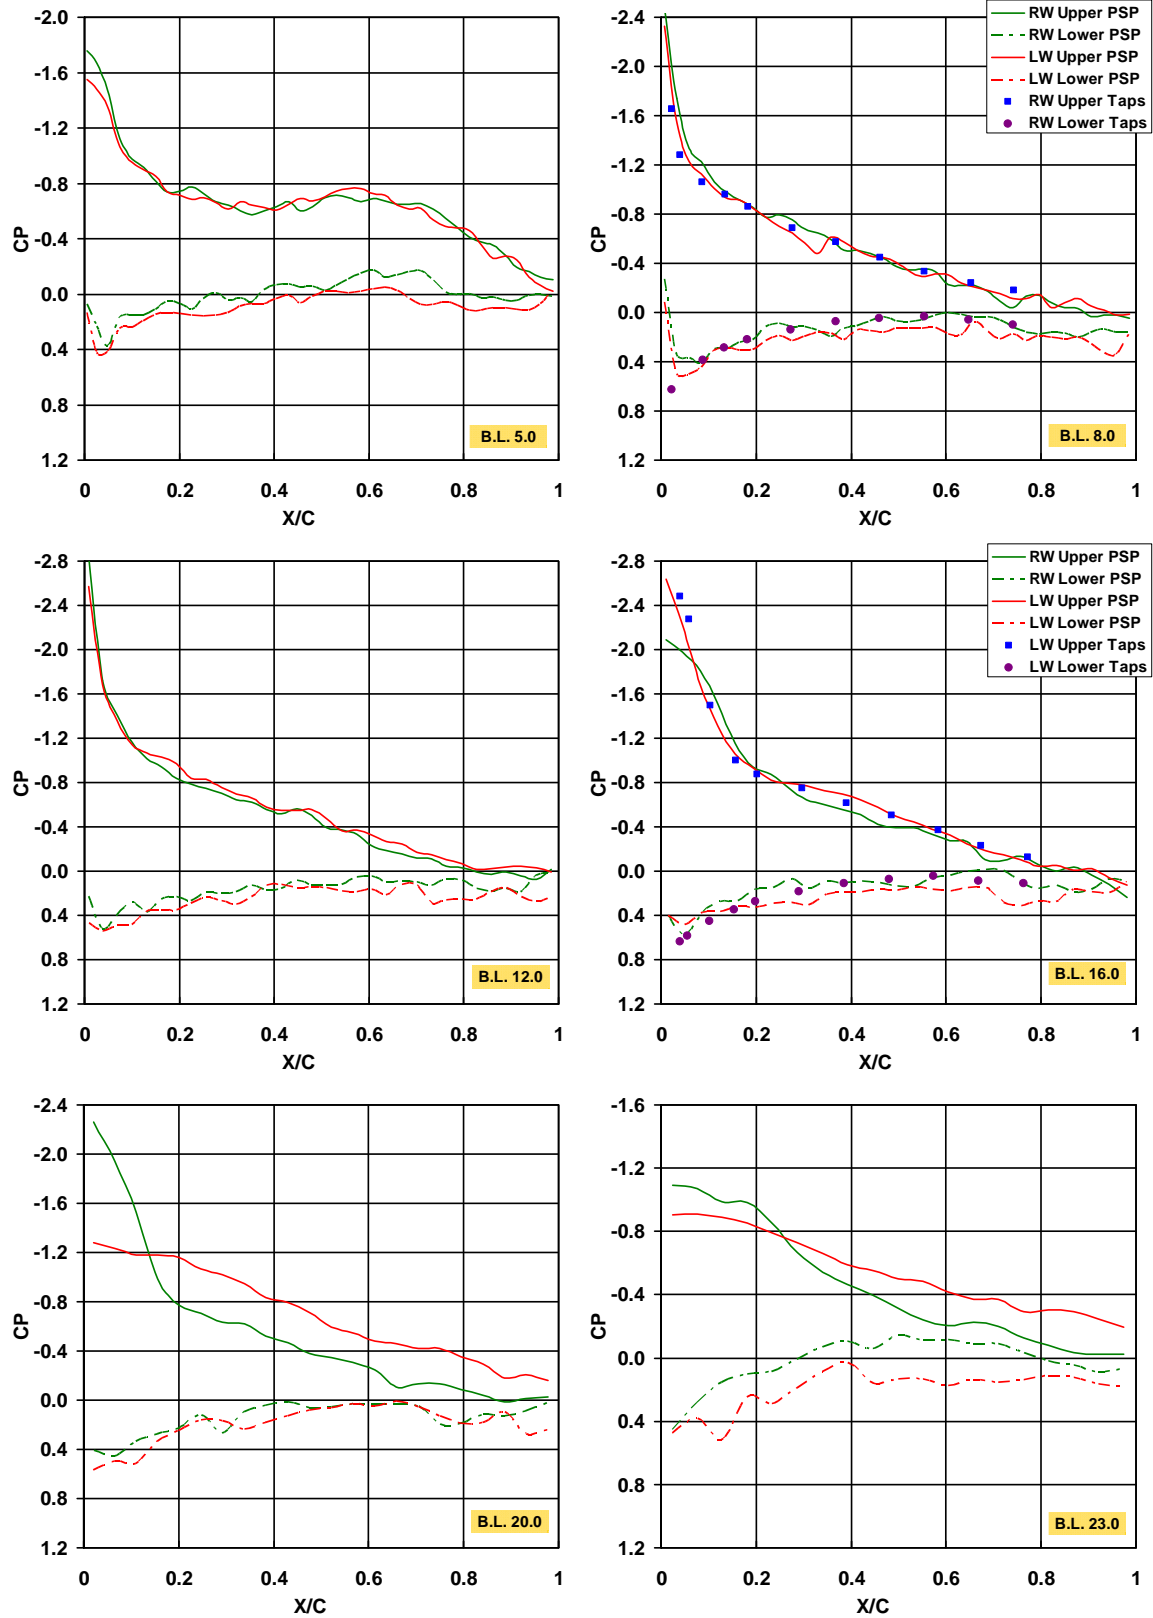 -2.0
-1.6
-1.2
-0.8
-0.4
0.0
0.4
0.8
1.2
CP
0 0.2 0.4 0.6 0.8 1
X/C
B.L. 5.0
-2.4
-2.0
-1.6
-1.2
-0.8
-0.4
0.0
0.4
0.8
1.2
CP
0 0.2 0.4 0.6 0.8 1
X/C
B.L. 8.0
RW Upper PSP
RW Lower PSP
LW Upper PSP
LW Lower PSP
RW Upper Taps
RW Lower Taps
-2.8
-2.4
-2.0
-1.6
-1.2
-0.8
-0.4
0.0
0.4
0.8
1.2
CP
0 0.2 0.4 0.6 0.8 1
X/C
B.L. 12.0
-2.8
-2.4
-2.0
-1.6
-1.2
-0.8
-0.4
0.0
0.4
0.8
1.2
CP
0 0.2 0.4 0.6 0.8 1
X/C
B.L. 16.0
RW Upper PSP
RW Lower PSP
LW Upper PSP
LW Lower PSP
LW Upper Taps
LW Lower Taps
-2.4
-2.0
-1.6
-1.2
-0.8
-0.4
0.0
0.4
0.8
1.2
CP
0 0.2 0.4 0.6 0.8 1
X/C
B.L. 20.0
-1.6
-1.2
-0.8
-0.4
0.0
0.4
0.8
1.2
CP
0 0.2 0.4 0.6 0.8 1
X/C
B.L. 23.0